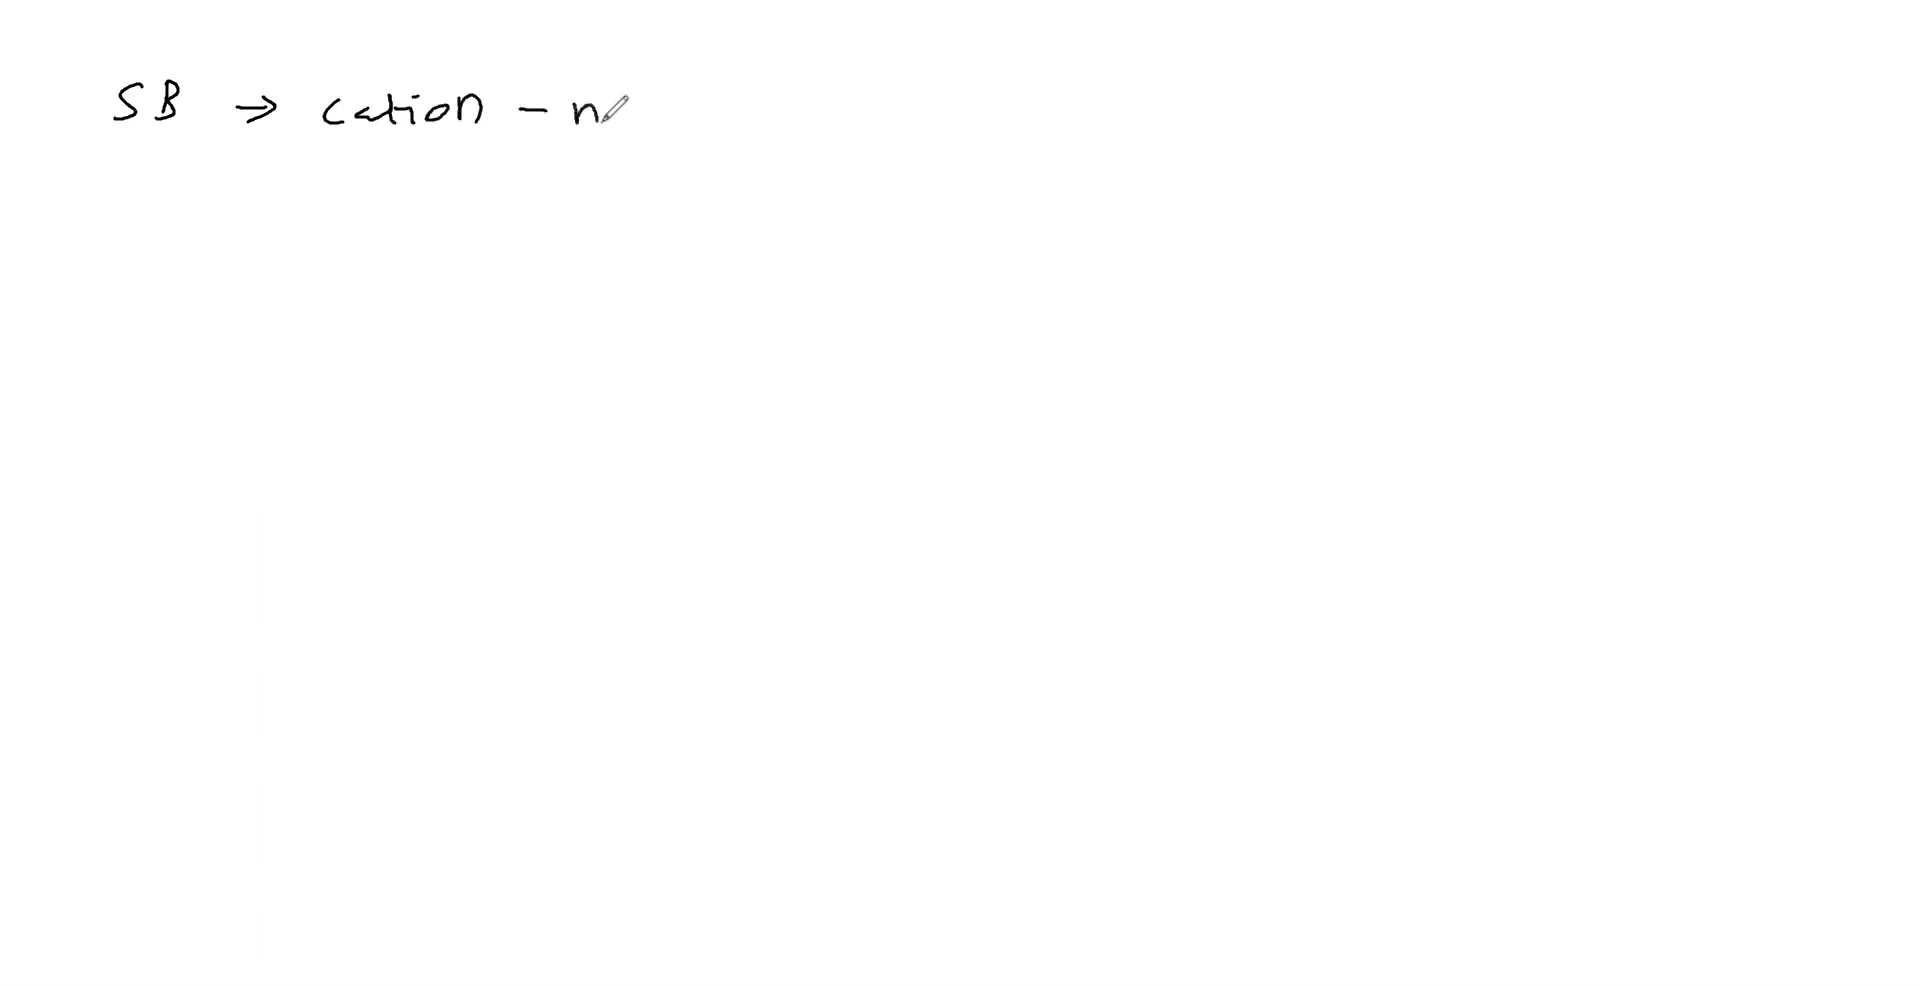 SB → cation - n